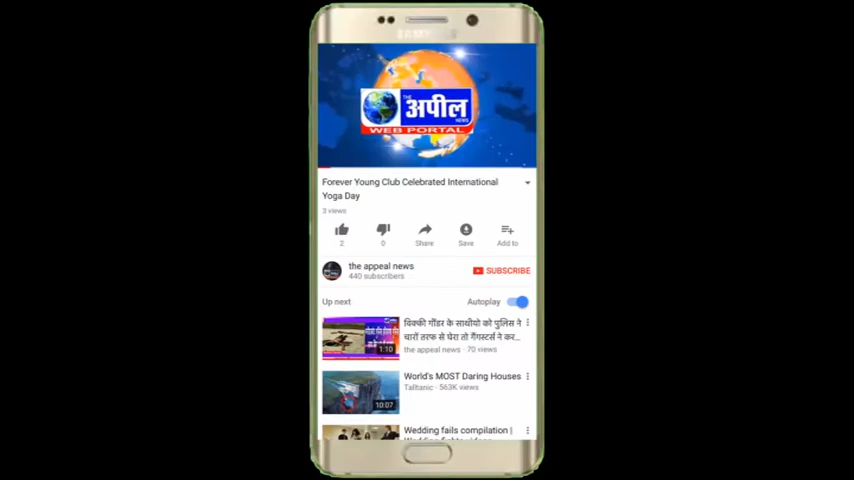 SAMSUNG
THE
अपील
NEWS
WEB PORTAL
Forever Young Club Celebrated International
Yoga Day
3 views
2
0
Share
Save
Add to
the appeal news
440 subscribers
SUBSCRIBE
Up next
Autoplay
विक्की गौंडर के साथीयो को पुलिस ने
चारों तरफ से घेरा तो गैंगस्टर्स ने कर...
the appeal news · 70 views
1:10
World's MOST Daring Houses
Talltanic · 563K views
10:07
Wedding fails compilation |